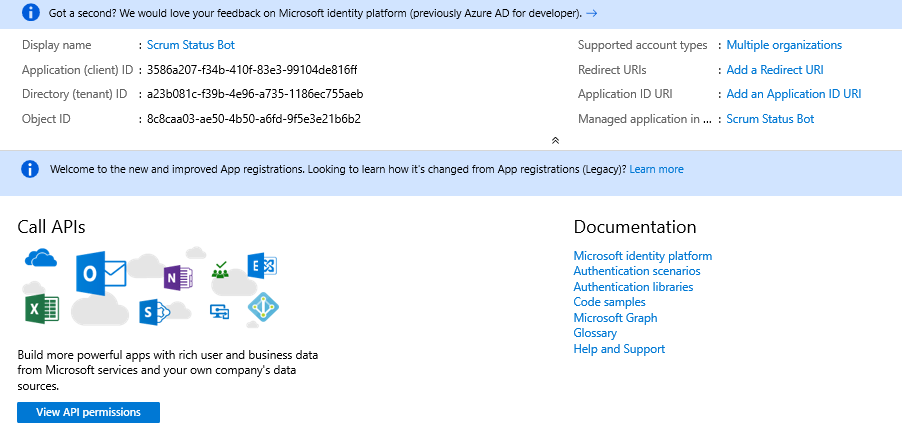 Got a second? We would love your feedback on Microsoft identity platform (previously Azure AD for developer). →
Display name : Scrum Status Bot
Supported account types : Multiple organizations
Application (client) ID : 3586a207-f34b-410f-83e3-99104de816ff
Redirect URIs : Add a Redirect URI
Directory (tenant) ID : a23b081c-f39b-4e96-a735-1186ec755aeb
Application ID URI : Add an Application ID URI
Object ID : 8c8caa03-ae50-4b50-a6fd-9f5e3e21b6b2
Managed application in ... : Scrum Status Bot
Welcome to the new and improved App registrations. Looking to learn how it's changed from App registrations (Legacy)? Learn more
Call APIs
Build more powerful apps with rich user and business data
from Microsoft services and your own company's data
sources.
View API permissions
Documentation
Microsoft identity platform
Authentication scenarios
Authentication libraries
Code samples
Microsoft Graph
Glossary
Help and Support